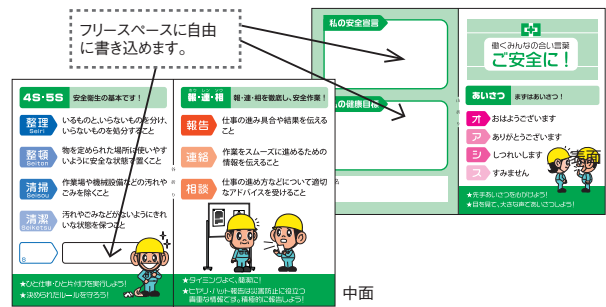 フリースペースに自由
に書き込めます。
私の安全宣言
私の健康目標
働くみんなの合い言葉
ご安全に！
あいさつ まずはあいさつ！
オ おはようございます
ア ありがとうございます
シ しつれいします
ス すみません
★先手あいさつを心がけよう！
★目を見て、大きな声であいさつしよう！
表面
4S・5S 安全衛生の基本です！
整理 いるものと、いらないものを分け、
Seiri いらないものを処分すること
整頓 物を定められた場所に使いやす
Seiton いように安全な状態で置くこと
清掃 作業場や機械設備などの汚れや
Seisou ごみを除くこと
清潔 汚れやごみなどがないようにきれ
Seiketsu いな状態を保つこと
S
★ひと仕事・ひと片付けを実行しよう！
★決められたルールを守ろう！
ホウ レン ソウ
報・連・相 報・連・相を徹底し、安全作業！
報告 仕事の進み具合や結果を伝える
こと
連絡 作業をスムーズに進めるための
情報を伝えること
相談 仕事の進め方などについて適切
なアドバイスを受けること
★タイミングよく、簡潔に！
★ヒヤリ・ハット報告は災害防止に役立つ
貴重な情報です。積極的に報告しよう！
中面